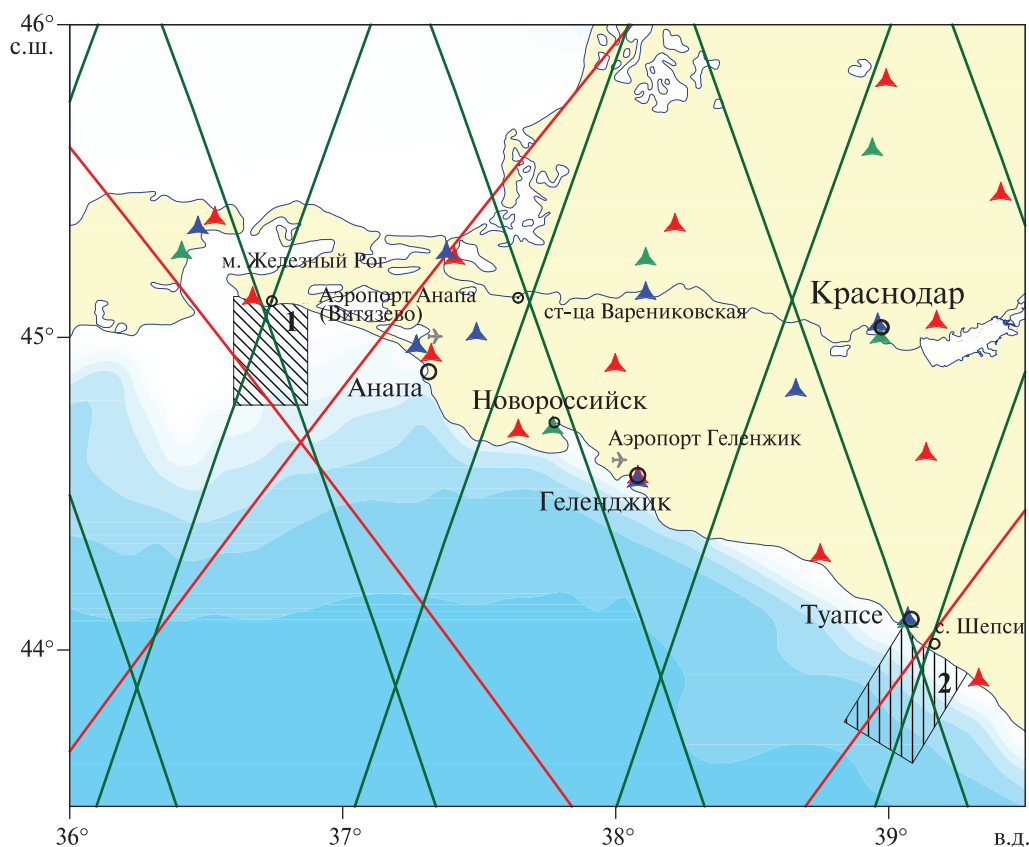 46°
с.ш.
м. Железный Рог
Аэропорт Анапа
(Витязево)
1
ст-ца Варениковская
Краснодар
45°
Анапа
Новороссийск
Аэропорт Геленжик
Геленджик
Туапсе
с. Шепси
44°
2
36°
37°
38°
39°
в.д.